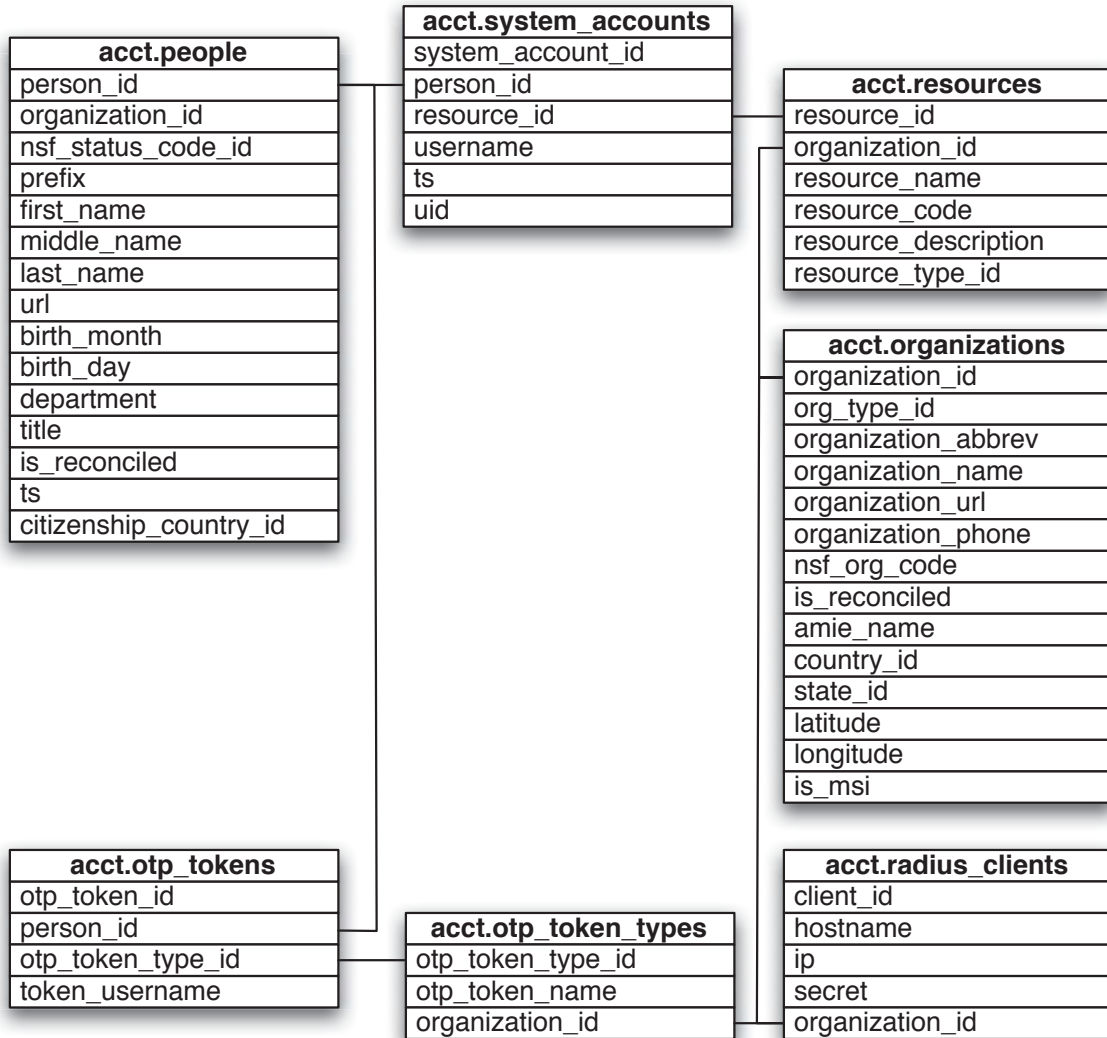 acct.people
person_id
organization_id
nsf_status_code_id
prefix
first_name
middle_name
last_name
url
birth_month
birth_day
department
title
is_reconciled
ts
citizenship_country_id
acct.system_accounts
system_account_id
person_id
resource_id
username
ts
uid
acct.resources
resource_id
organization_id
resource_name
resource_code
resource_description
resource_type_id
acct.organizations
organization_id
org_type_id
organization_abbrev
organization_name
organization_url
organization_phone
nsf_org_code
is_reconciled
amie_name
country_id
state_id
latitude
longitude
is_msi
acct.otp_tokens
otp_token_id
person_id
otp_token_type_id
token_username
acct.otp_token_types
otp_token_type_id
otp_token_name
organization_id
acct.radius_clients
client_id
hostname
ip
secret
organization_id